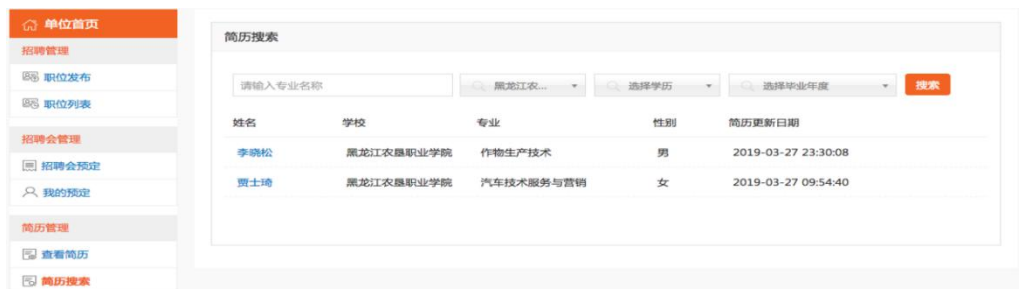 单位首页
招聘管理
职位发布
职位列表
招聘会管理
招聘会预定
我的预定
简历管理
查看简历
简历搜索
简历搜索
请输入专业名称 黑龙江农... 选择学历 选择毕业年度 搜索
姓名 学校 专业 性别 简历更新日期
李晓松 黑龙江农垦职业学院 作物生产技术 男 2019-03-27 23:30:08
贾士琦 黑龙江农垦职业学院 汽车技术服务与营销 女 2019-03-27 09:54:40